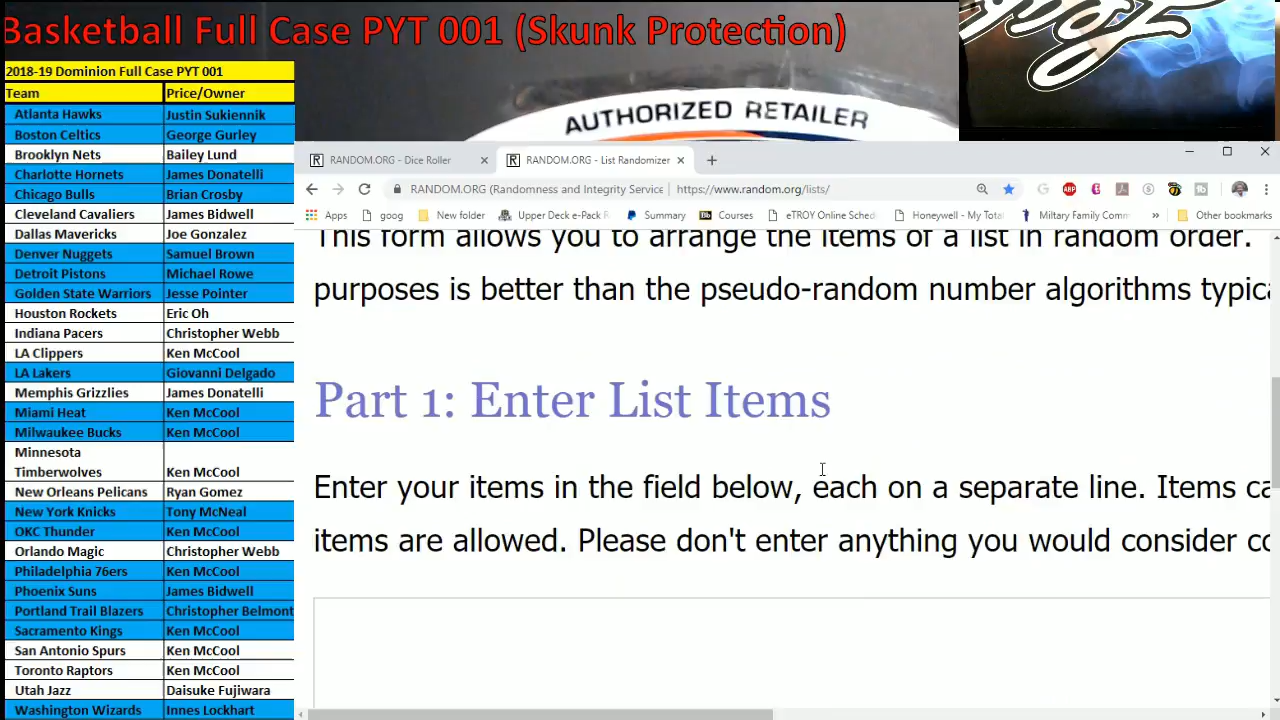 Basketball Full Case PYT 001 (Skunk Protection)
AUTHORIZED RETAILER
2018-19 Dominion Full Case PYT 001
Team Price/Owner
Atlanta Hawks Justin Sukiennik
Boston Celtics George Gurley
Brooklyn Nets Bailey Lund
Charlotte Hornets James Donatelli
Chicago Bulls Brian Crosby
Cleveland Cavaliers James Bidwell
Dallas Mavericks Joe Gonzalez
Denver Nuggets Samuel Brown
Detroit Pistons Michael Rowe
Golden State Warriors Jesse Pointer
Houston Rockets Eric Oh
Indiana Pacers Christopher Webb
LA Clippers Ken McCool
LA Lakers Giovanni Delgado
Memphis Grizzlies James Donatelli
Miami Heat Ken McCool
Milwaukee Bucks Ken McCool
Minnesota
Timberwolves Ken McCool
New Orleans Pelicans Ryan Gomez
New York Knicks Tony McNeal
OKC Thunder Ken McCool
Orlando Magic Christopher Webb
Philadelphia 76ers Ken McCool
Phoenix Suns James Bidwell
Portland Trail Blazers Christopher Belmont
Sacramento Kings Ken McCool
San Antonio Spurs Ken McCool
Toronto Raptors Ken McCool
Utah Jazz Daisuke Fujiwara
Washington Wizards Innes Lockhart
RANDOM.ORG - Dice Roller
RANDOM.ORG - List Randomizer
RANDOM.ORG (Randomness and Integrity Service https://www.random.org/lists/
ABP
Apps goog New folder Upper Deck e-Pack R Summary Bb Courses eTROY Online Sched Honeywell - My Total Miltary Family Comm » Other bookmarks
This form allows you to arrange the items of a list in random order.
purposes is better than the pseudo-random number algorithms typica
Part 1: Enter List Items
Enter your items in the field below, each on a separate line. Items ca
items are allowed. Please don't enter anything you would consider co